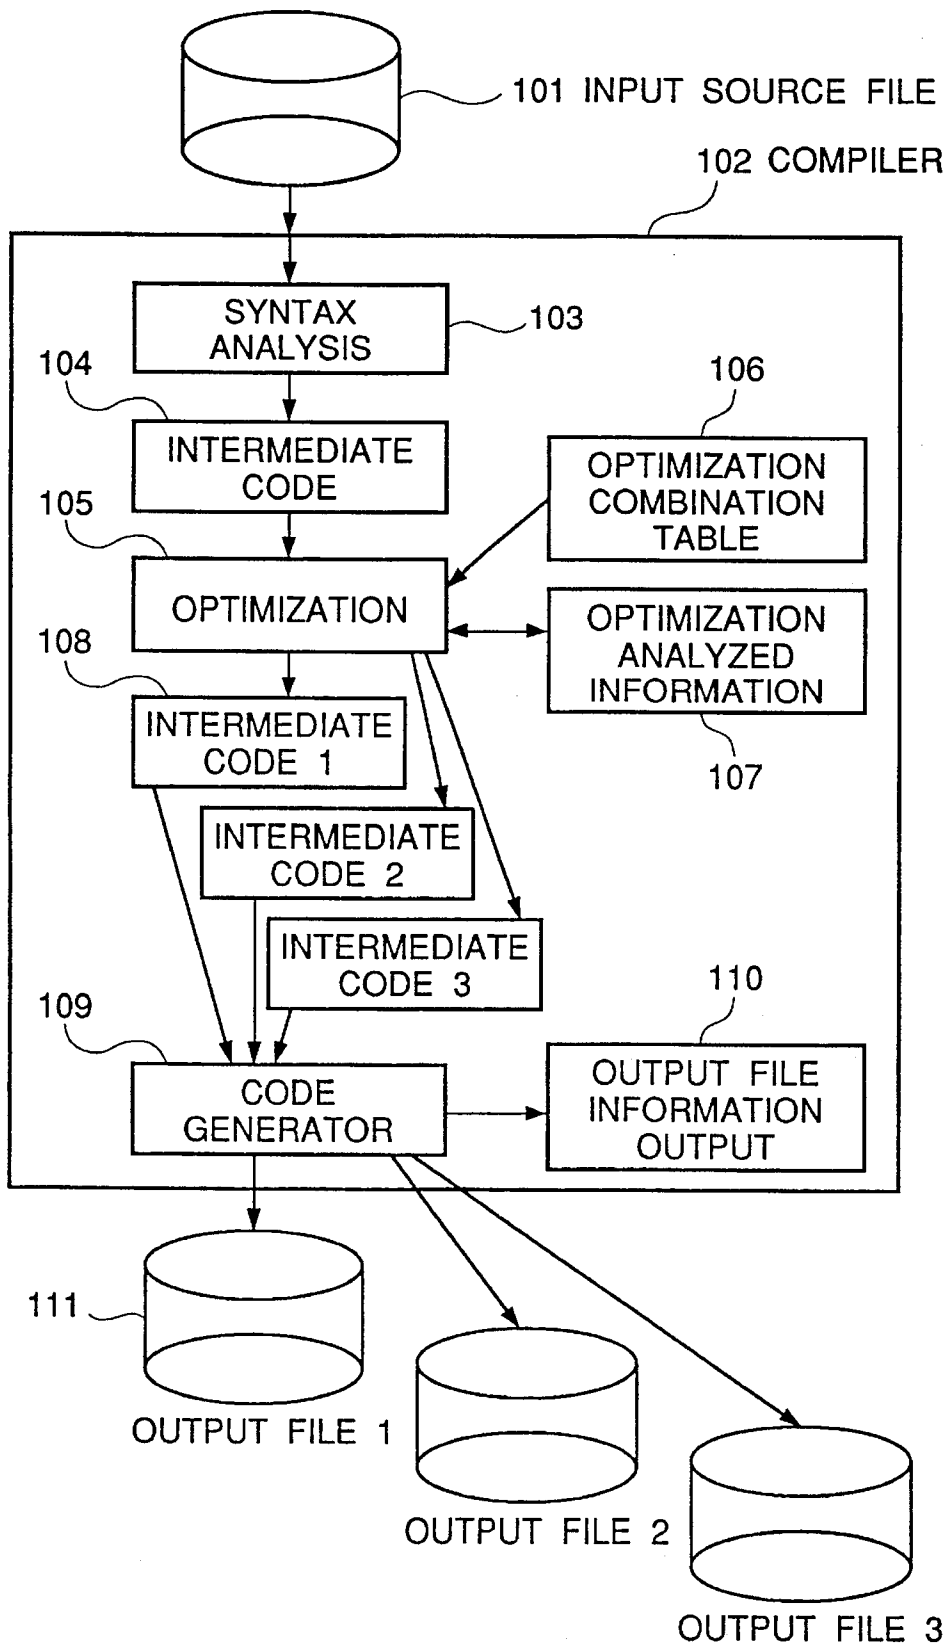 101 INPUT SOURCE FILE
102 COMPILER
SYNTAX
ANALYSIS
103
104
INTERMEDIATE
CODE
106
OPTIMIZATION
COMBINATION
TABLE
105
OPTIMIZATION
OPTIMIZATION
ANALYZED
INFORMATION
107
108
INTERMEDIATE
CODE 1
INTERMEDIATE
CODE 2
INTERMEDIATE
CODE 3
109
CODE
GENERATOR
110
OUTPUT FILE
INFORMATION
OUTPUT
111
OUTPUT FILE 1
OUTPUT FILE 2
OUTPUT FILE 3